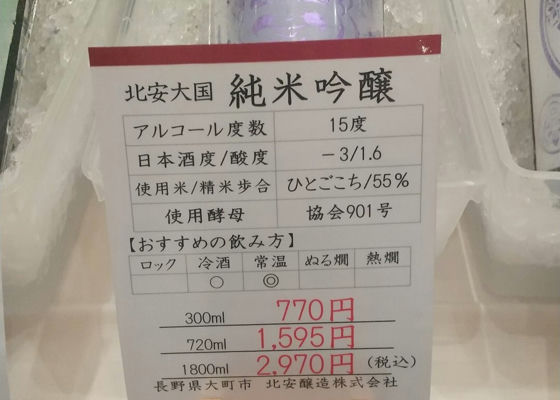 北安大国 純米吟醸
アルコール度数 15度
日本酒度/酸度 －3/1.6
使用米/精米歩合 ひとごこち/55%
使用酵母 協会901号
【おすすめの飲み方】
ロック 冷酒 常温 ぬる燗 熱燗
○ ◎
300ml 770円
720ml 1,595円
1800ml 2,970円 (税込)
長野県大町市 北安醸造株式会社